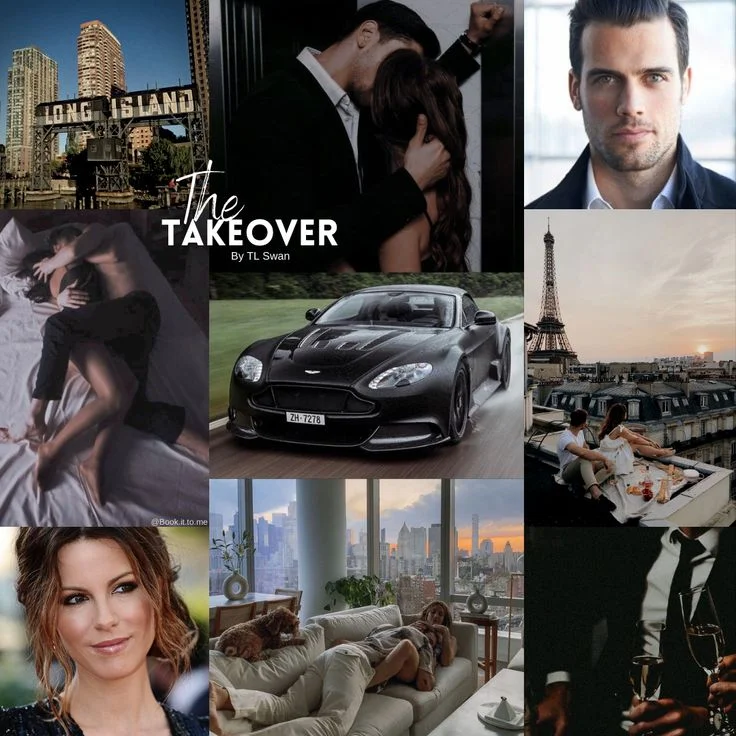 LONG ISLAND
The
TAKEOVER
By TL Swan
ZH·7278
@Book.it.to.me